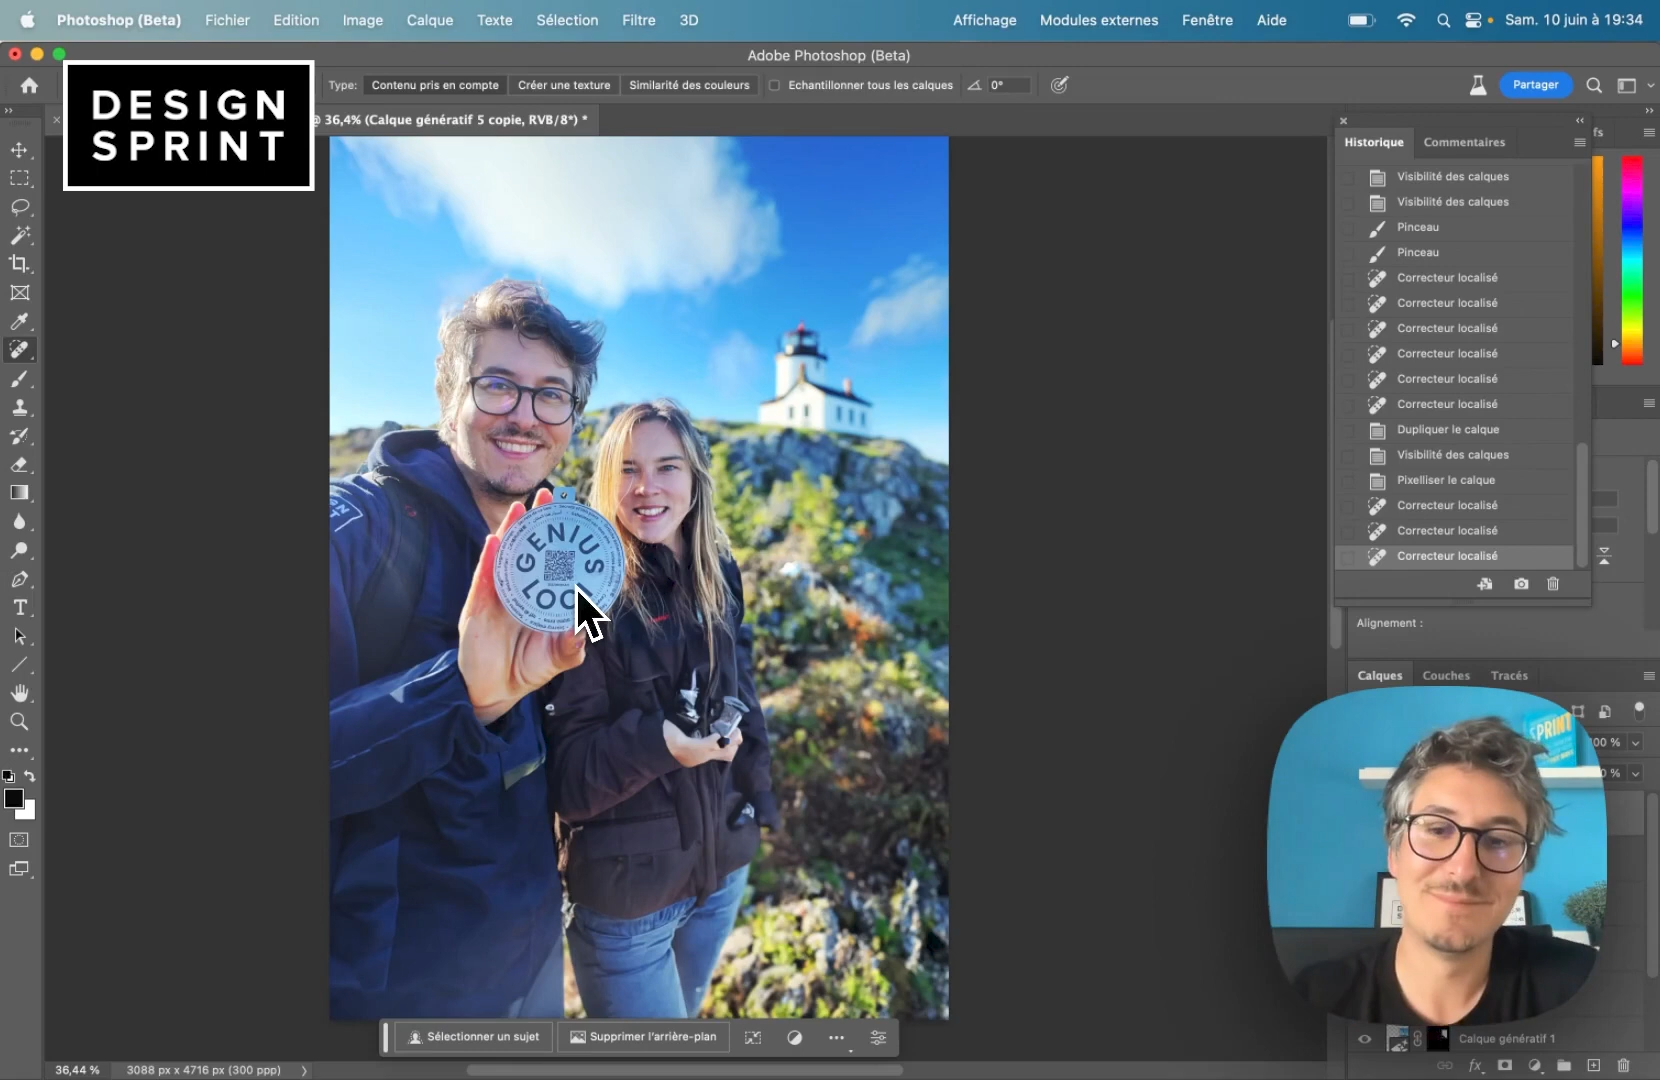 Photoshop (Beta) Fichier Edition Image Calque Texte Sélection Filtre 3D Affichage Modules externes Fenêtre Aide Sam. 10 juin à 19:34
Adobe Photoshop (Beta)
Type: Contenu pris en compte Créer une texture Similarité des couleurs Echantillonner tous les calques 0° Partager
DESIGN
SPRINT
@ 36,4% (Calque génératif 5 copie, RVB/8*) *
Historique Commentaires
Visibilité des calques
Visibilité des calques
Pinceau
Pinceau
Correcteur localisé
Correcteur localisé
Correcteur localisé
Correcteur localisé
Correcteur localisé
Correcteur localisé
Dupliquer le calque
Visibilité des calques
Pixelliser le calque
Correcteur localisé
Correcteur localisé
Correcteur localisé
GENIUS
Alignement :
Calques Couches Tracés
SPRINT
Sélectionner un sujet Supprimer l'arrière-plan
Calque génératif 1
fx
36,44 % 3088 px x 4716 px (300 ppp)